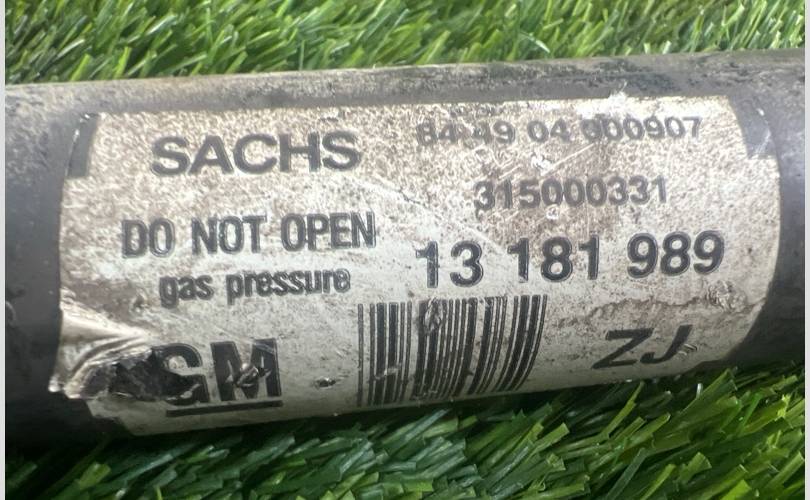 SACHS
84 49 04 000907
315000331
DO NOT OPEN
13 181 989
gas pressure
GM
ZJ